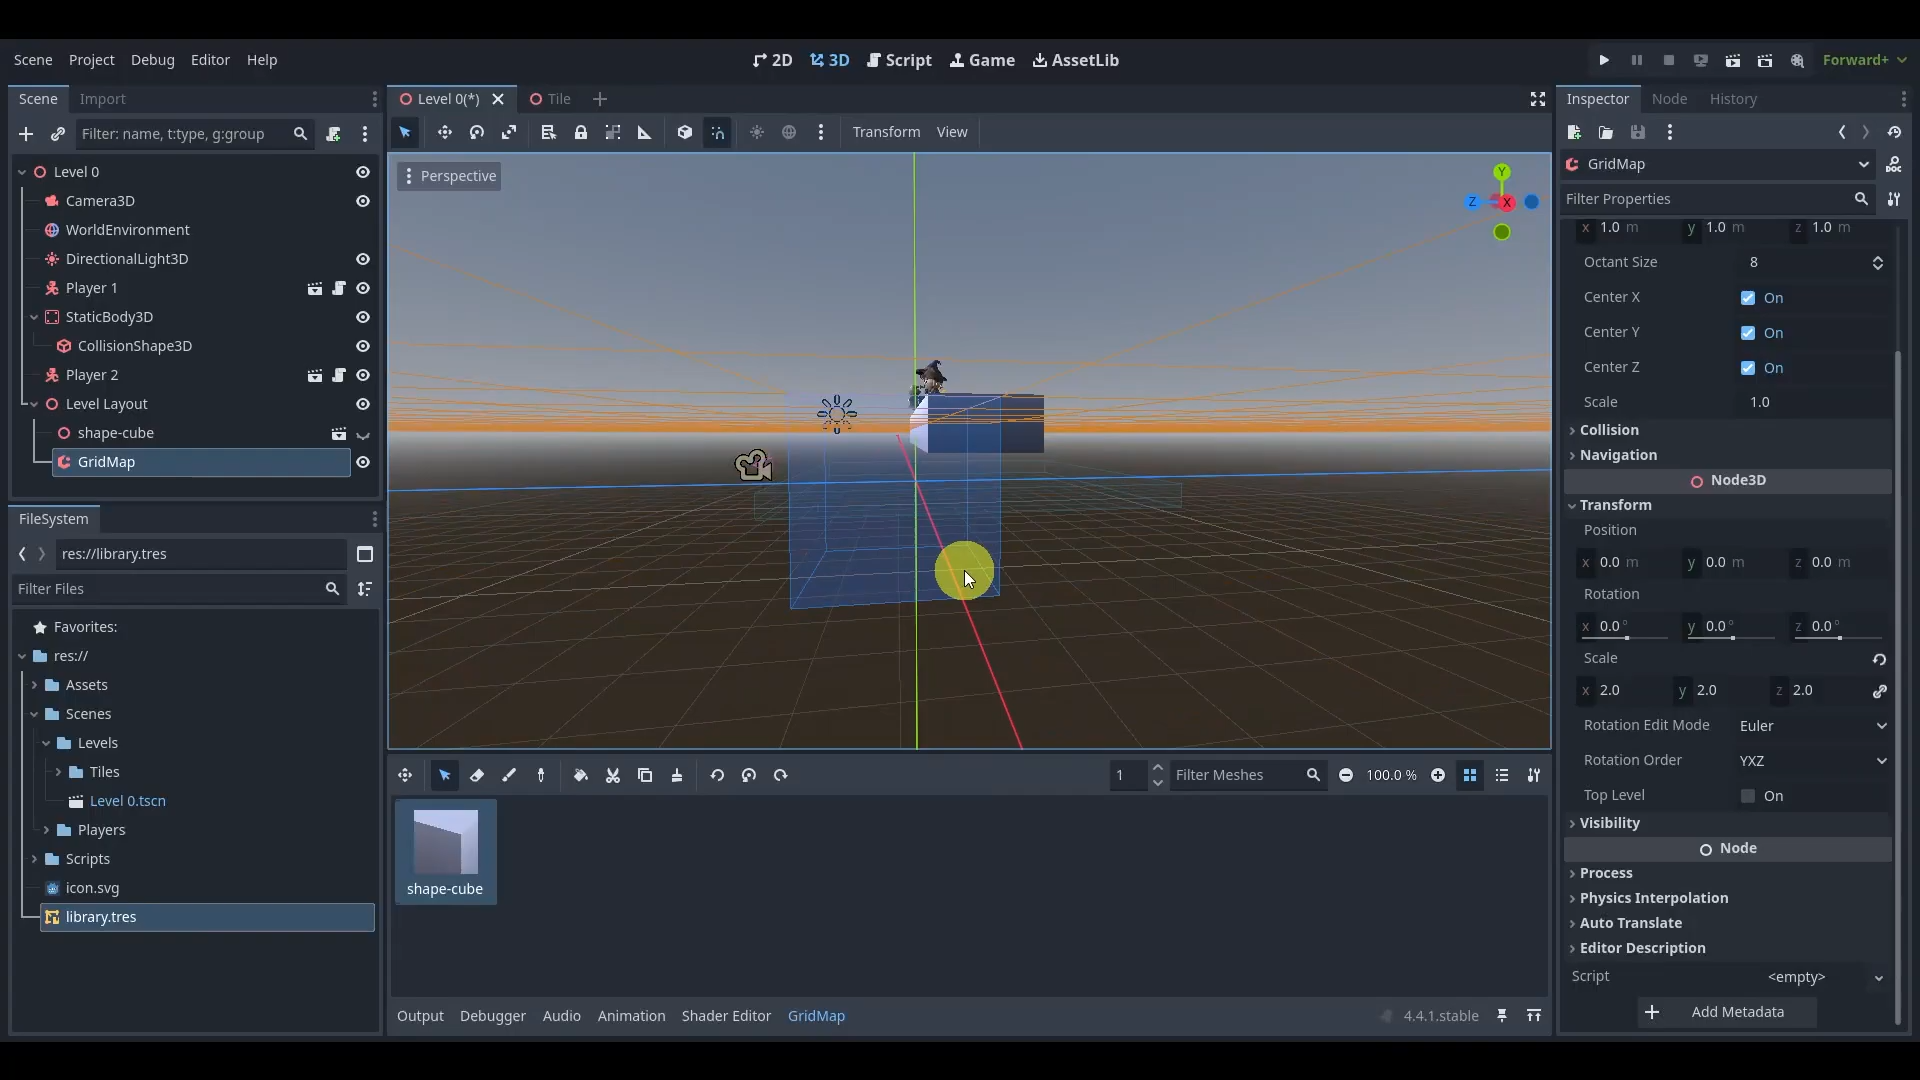 Scene Project Debug Editor Help
2D 3D Script Game AssetLib
Forward+
Scene Import
Filter: name, t:type, g:group
Level 0
Camera3D
WorldEnvironment
DirectionalLight3D
Player 1
StaticBody3D
CollisionShape3D
Player 2
Level Layout
shape-cube
GridMap
FileSystem
res://library.tres
Filter Files
Favorites:
res://
Assets
Scenes
Levels
Tiles
Level 0.tscn
Players
Scripts
icon.svg
library.tres
Level 0(*) Tile
Transform View
Perspective
Y
Z X
1 Filter Meshes 100.0 %
shape-cube
Output Debugger Audio Animation Shader Editor GridMap 4.4.1.stable
Inspector Node History
GridMap
Filter Properties
x 1.0 m y 1.0 m z 1.0 m
Octant Size 8
Center X On
Center Y On
Center Z On
Scale 1.0
Collision
Navigation
Node3D
Transform
Position
x 0.0 m y 0.0 m z 0.0 m
Rotation
x 0.0 ° y 0.0 ° z 0.0 °
Scale
x 2.0 y 2.0 z 2.0
Rotation Edit Mode Euler
Rotation Order YXZ
Top Level On
Visibility
Node
Process
Physics Interpolation
Auto Translate
Editor Description
Script <empty>
Add Metadata